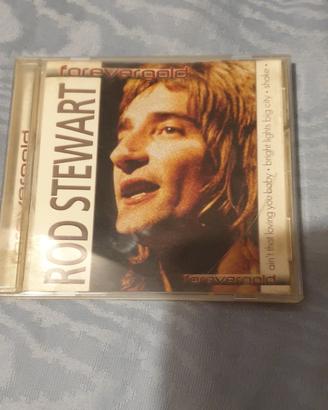 forevergold
forevergold
ROD STEWART
ain't that loving you baby • bright lights big city • shake •
forevergold